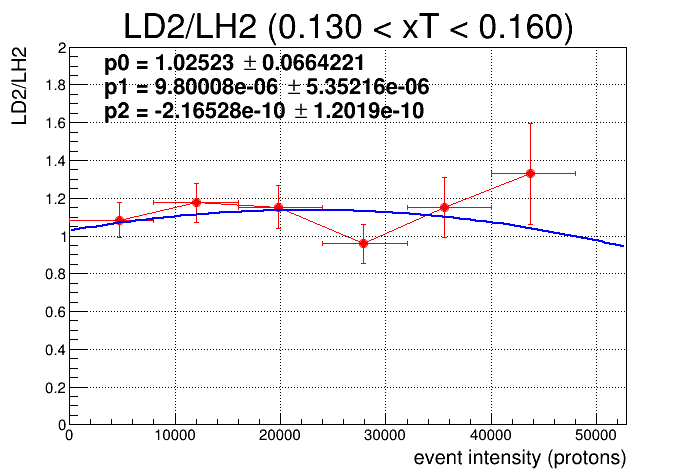 LD2/LH2 (0.130 < xT < 0.160)
LD2/LH2
p0 = 1.02523 ± 0.0664221
p1 = 9.80008e-06 ± 5.35216e-06
p2 = -2.16528e-10 ± 1.2019e-10
2
1.8
1.6
1.4
1.2
1
0.8
0.6
0.4
0.2
0
0 10000 20000 30000 40000 50000
event intensity (protons)